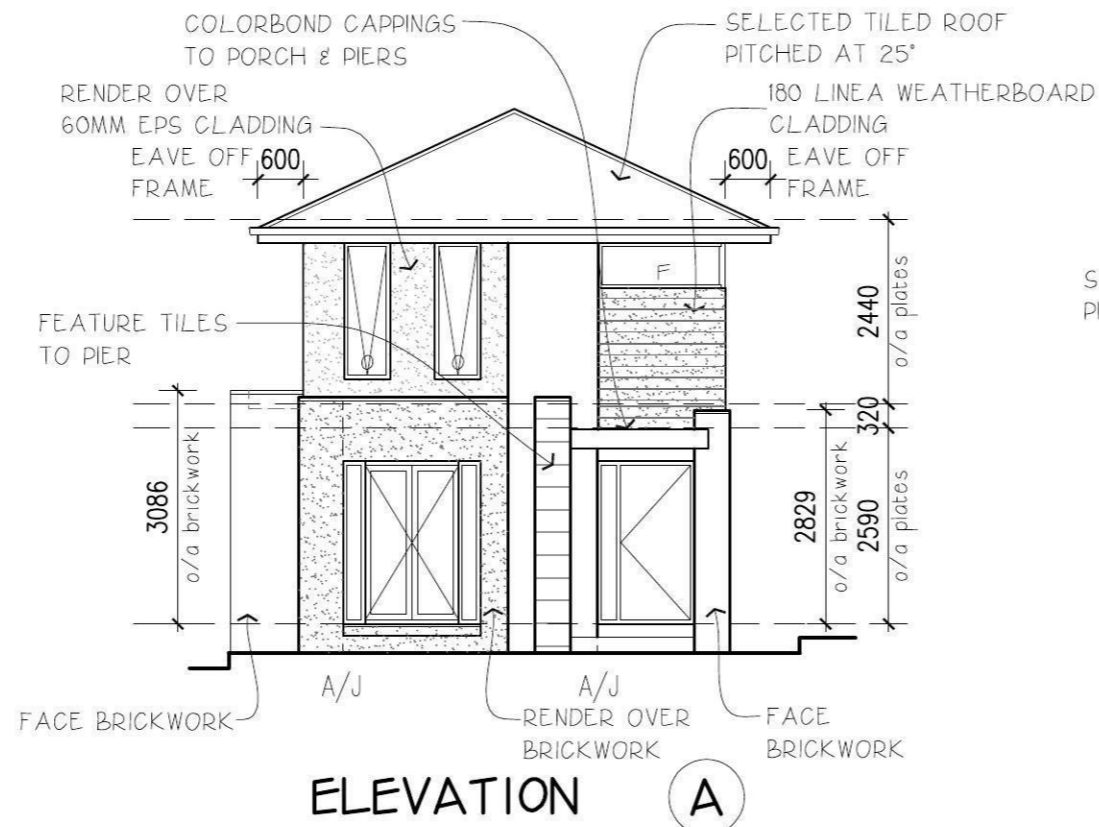 COLORBOND CAPPINGS
TO PORCH & PIERS
SELECTED TILED ROOF
PITCHED AT 25°
RENDER OVER
60MM EPS CLADDING
180 LINEA WEATHERBOARD
CLADDING
EAVE OFF
FRAME
600
600
EAVE OFF
FRAME
F
2440
o/a plates
FEATURE TILES
TO PIER
320
3086
o/a brickwork
2829
o/a brickwork
2590
o/a plates
A/J
A/J
FACE BRICKWORK
RENDER OVER
BRICKWORK
FACE
BRICKWORK
ELEVATION A